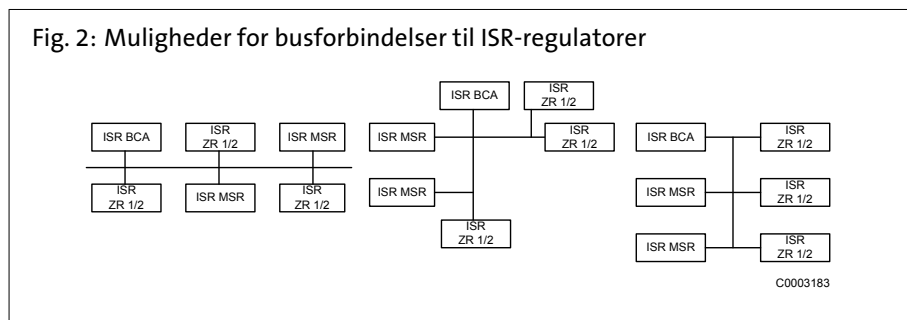 Fig. 2: Muligheder for busforbindelser til ISR-regulatorer
ISR BCA
ISR
ZR 1/2
ISR MSR
ISR
ZR 1/2
ISR MSR
ISR
ZR 1/2
ISR BCA
ISR
ZR 1/2
ISR MSR
ISR
ZR 1/2
ISR MSR
ISR
ZR 1/2
ISR BCA
ISR
ZR 1/2
ISR MSR
ISR
ZR 1/2
ISR MSR
ISR
ZR 1/2
C0003183